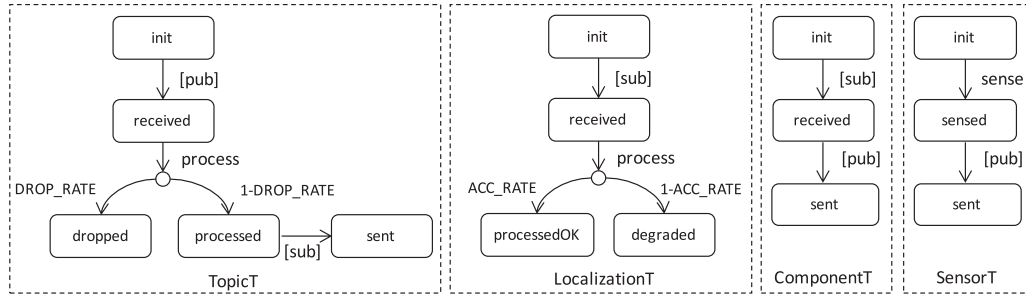 init
[pub]
received
process
DROP_RATE
1-DROP_RATE
dropped
processed
[sub]
sent
TopicT
init
[sub]
received
process
ACC_RATE
1-ACC_RATE
processedOK
degraded
LocalizationT
init
[sub]
received
[pub]
sent
ComponentT
init
sense
sensed
[pub]
sent
SensorT